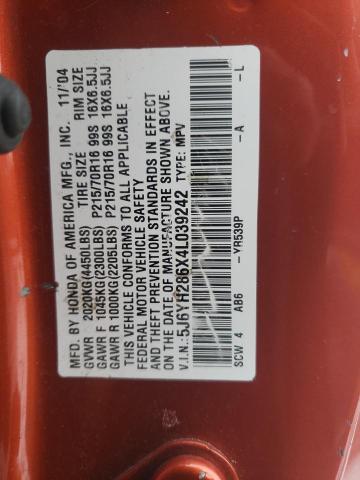 MFD. BY HONDA OF AMERICA MFG., INC. 11/'04
TIRE SIZE RIM SIZE
GVWR 2020KG(4450LBS)
GAWR F 1045KG(2300LBS) P215/70R16 99S 16X6.5JJ
GAWR R 1000KG(2205LBS) P215/70R16 99S 16X6.5JJ
THIS VEHICLE CONFORMS TO ALL APPLICABLE
FEDERAL MOTOR VEHICLE SAFETY
& THEFT PREVENTION STANDARDS IN EFFECT
ON THE DATE OF MANUFACTURE SHOWN ABOVE.
V.I.N.: 5J6YH286X4L039242 TYPE: MPV
YR539P -A -L
SCW 4 AB6